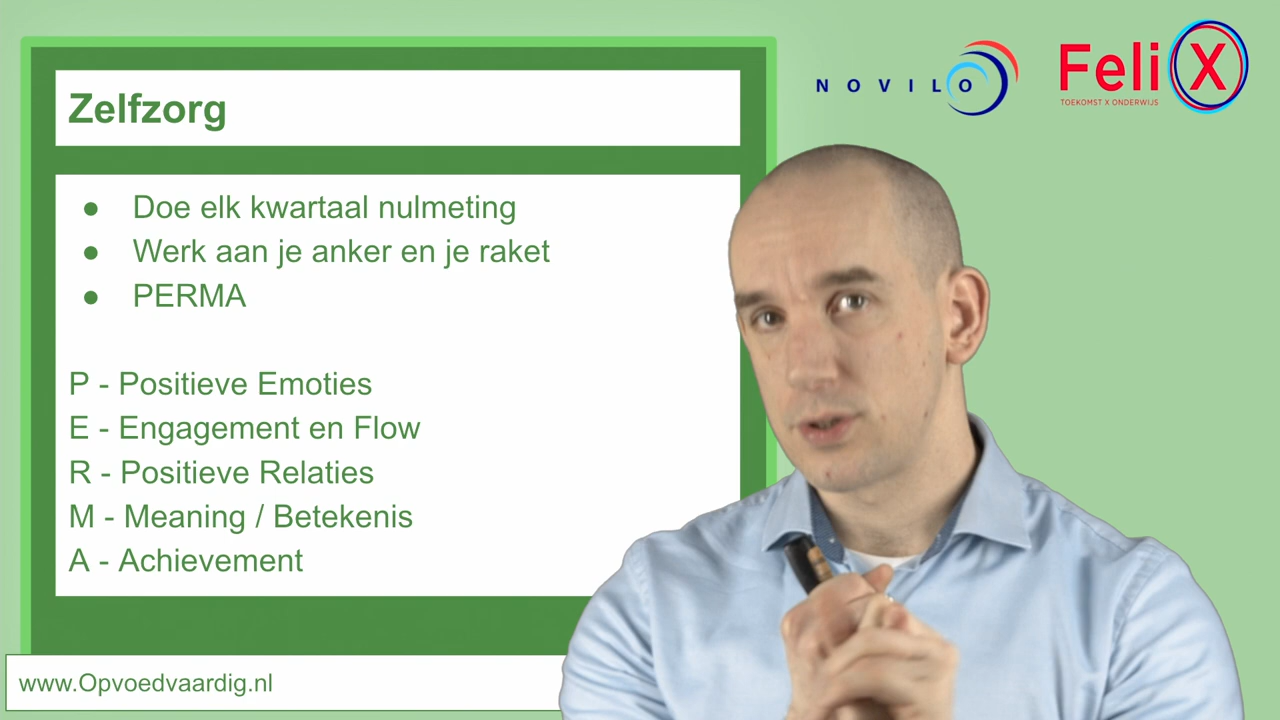 Zelfzorg
NOVILO
FeliX
TOEKOMST X ONDERWIJS
● Doe elk kwartaal nulmeting
● Werk aan je anker en je raket
● PERMA
P - Positieve Emoties
E - Engagement en Flow
R - Positieve Relaties
M - Meaning / Betekenis
A - Achievement
www.Opvoedvaardig.nl